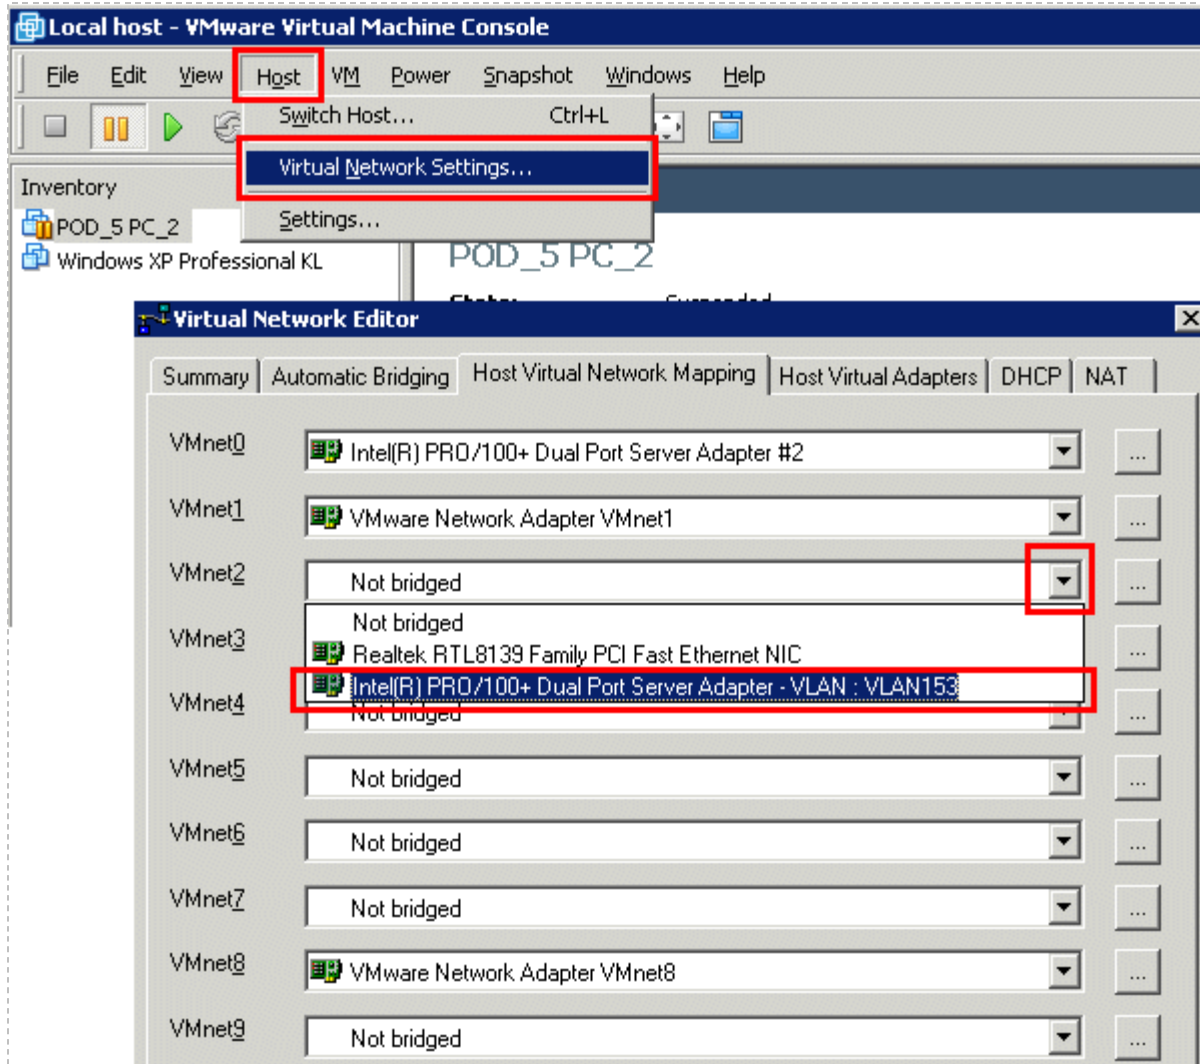 Local host - VMware Virtual Machine Console
File Edit View Host VM Power Snapshot Windows Help
Switch Host... Ctrl+L
Virtual Network Settings...
Settings...
Inventory
POD_5 PC_2
Windows XP Professional KL
POD_5 PC_2
State: Suspended
Virtual Network Editor
Summary Automatic Bridging Host Virtual Network Mapping Host Virtual Adapters DHCP NAT
VMnet0 Intel(R) PRO/100+ Dual Port Server Adapter #2 ...
VMnet1 VMware Network Adapter VMnet1 ...
VMnet2 Not bridged ...
Not bridged
VMnet3 Realtek RTL8139 Family PCI Fast Ethernet NIC ...
Intel(R) PRO/100+ Dual Port Server Adapter - VLAN : VLAN153
VMnet4 Not bridged ...
VMnet5 Not bridged ...
VMnet6 Not bridged ...
VMnet7 Not bridged ...
VMnet8 VMware Network Adapter VMnet8 ...
VMnet9 Not bridged ...